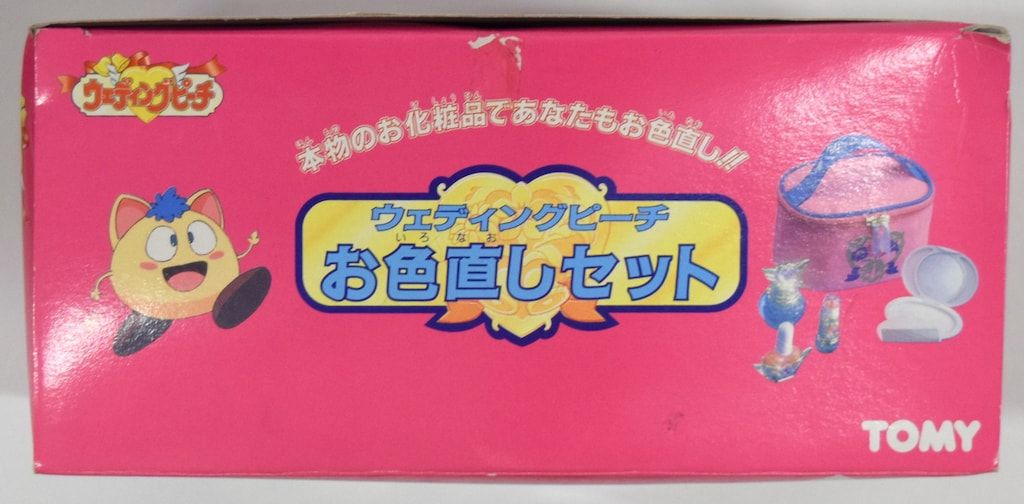 ウェディングピーチ
本物のお化粧品であなたもお色直し!!
ウェディングピーチ
お色直しセット
TOMY